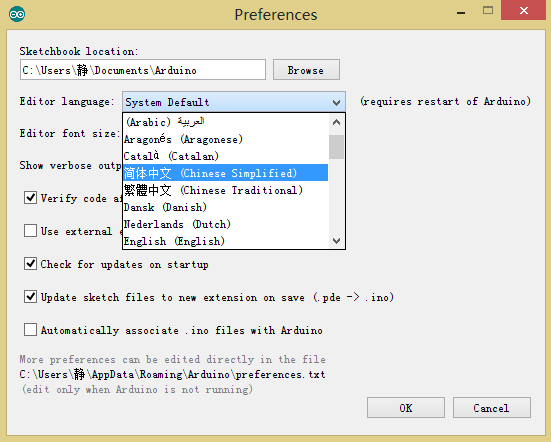 Preferences
Sketchbook location:
C:\Users\静\Documents\Arduino
Browse
Editor language:
System Default
(requires restart of Arduino)
(Arabic) العربية
Aragonés (Aragonese)
Català (Catalan)
简体中文 (Chinese Simplified)
繁體中文 (Chinese Traditional)
Dansk (Danish)
Nederlands (Dutch)
English (English)
Editor font size:
Show verbose outp
Verify code af
Use external e
Check for updates on startup
Update sketch files to new extension on save (.pde -> .ino)
Automatically associate .ino files with Arduino
More preferences can be edited directly in the file
C:\Users\静\AppData\Roaming\Arduino\preferences.txt
(edit only when Arduino is not running)
OK
Cancel